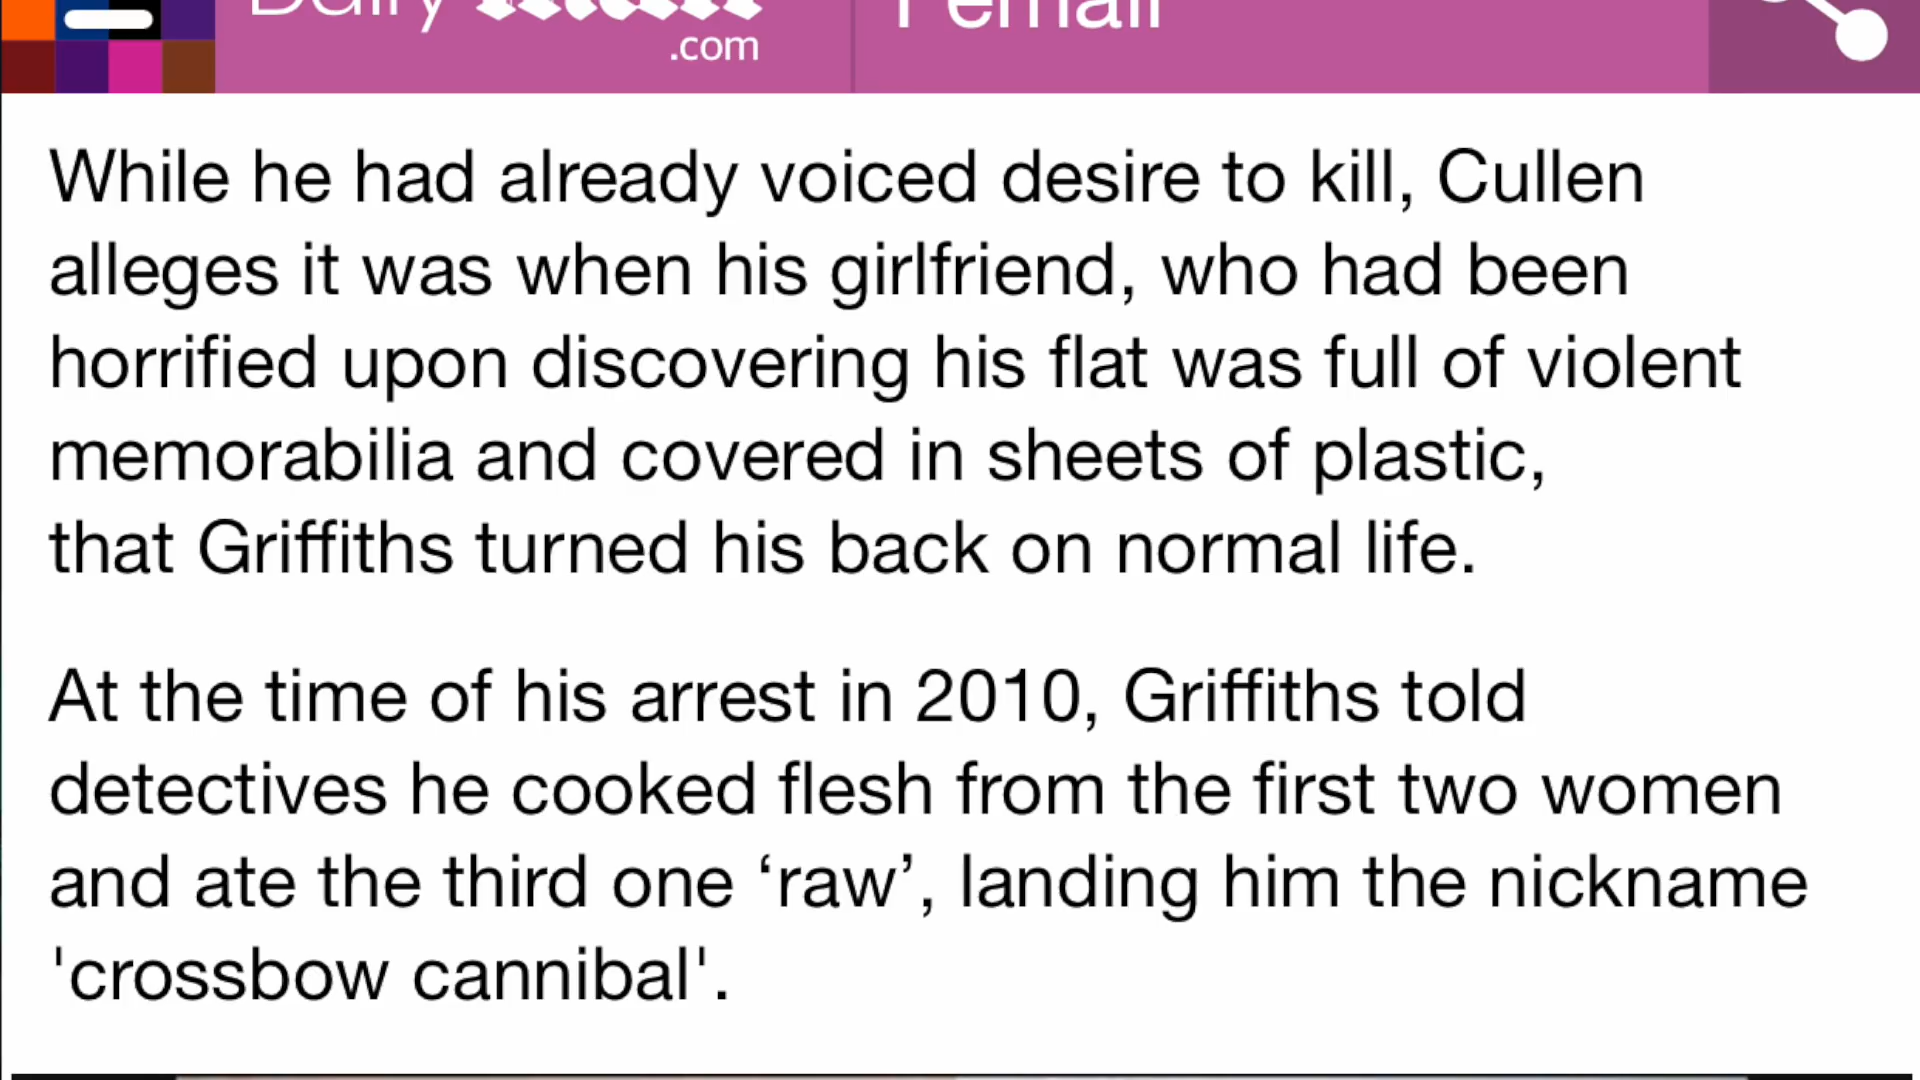 Daily Mail
.com
Femail
While he had already voiced desire to kill, Cullen
alleges it was when his girlfriend, who had been
horrified upon discovering his flat was full of violent
memorabilia and covered in sheets of plastic,
that Griffiths turned his back on normal life.
At the time of his arrest in 2010, Griffiths told
detectives he cooked flesh from the first two women
and ate the third one ‘raw’, landing him the nickname
'crossbow cannibal'.